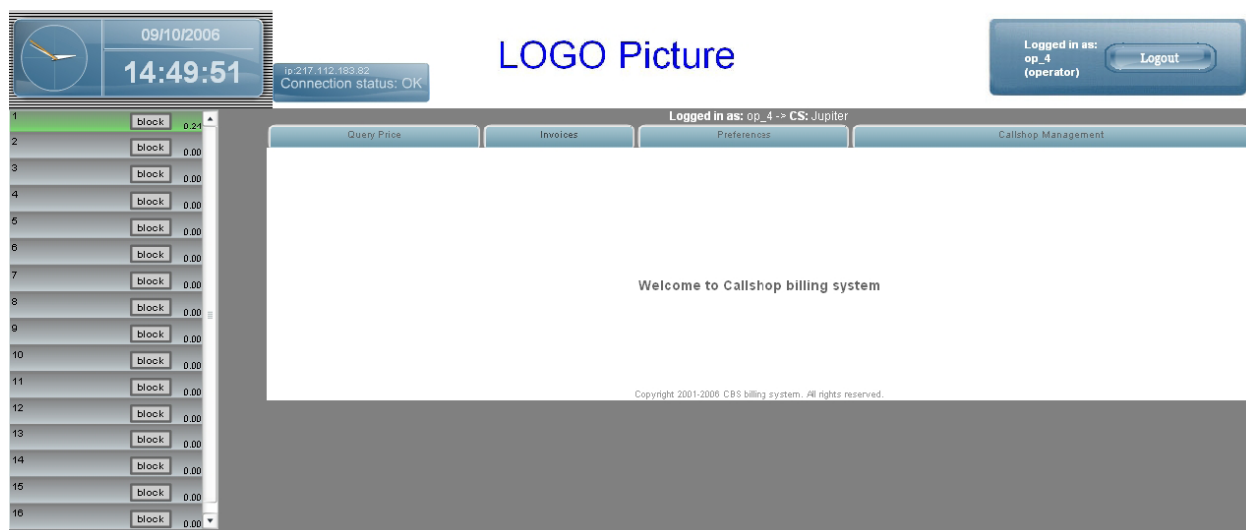 09/10/2006
14:49:51
ip:217.112.183.82
Connection status: OK
LOGO Picture
Logged in as:
op_4
(operator)
Logout
Logged in as: op_4 -> CS: Jupiter
Query Price Invoices Preferences Callshop Management
1 block 0.24
2 block 0.00
3 block 0.00
4 block 0.00
5 block 0.00
6 block 0.00
7 block 0.00
8 block 0.00
9 block 0.00
10 block 0.00
11 block 0.00
12 block 0.00
13 block 0.00
14 block 0.00
15 block 0.00
16 block 0.00
Welcome to Callshop billing system
Copyright 2001-2006 CBS billing system. All rights reserved.